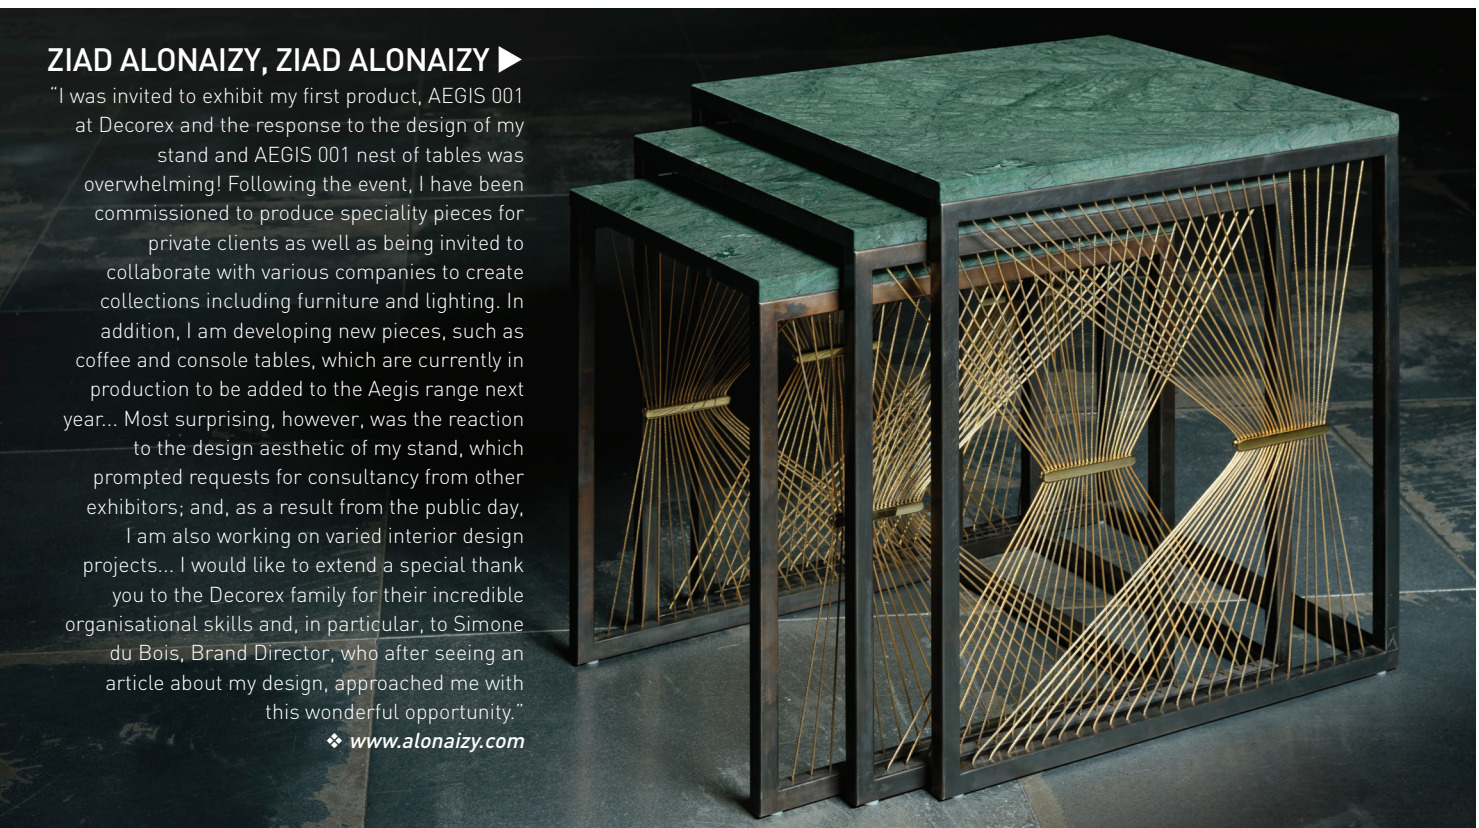 ZIAD ALONAIZY, ZIAD ALONAIZY ▶
“I was invited to exhibit my first product, AEGIS 001
at Decorex and the response to the design of my
stand and AEGIS 001 nest of tables was
overwhelming! Following the event, I have been
commissioned to produce speciality pieces for
private clients as well as being invited to
collaborate with various companies to create
collections including furniture and lighting. In
addition, I am developing new pieces, such as
coffee and console tables, which are currently in
production to be added to the Aegis range next
year... Most surprising, however, was the reaction
to the design aesthetic of my stand, which
prompted requests for consultancy from other
exhibitors; and, as a result from the public day,
I am also working on varied interior design
projects... I would like to extend a special thank
you to the Decorex family for their incredible
organisational skills and, in particular, to Simone
du Bois, Brand Director, who after seeing an
article about my design, approached me with
this wonderful opportunity.”
❖ www.alonaizy.com